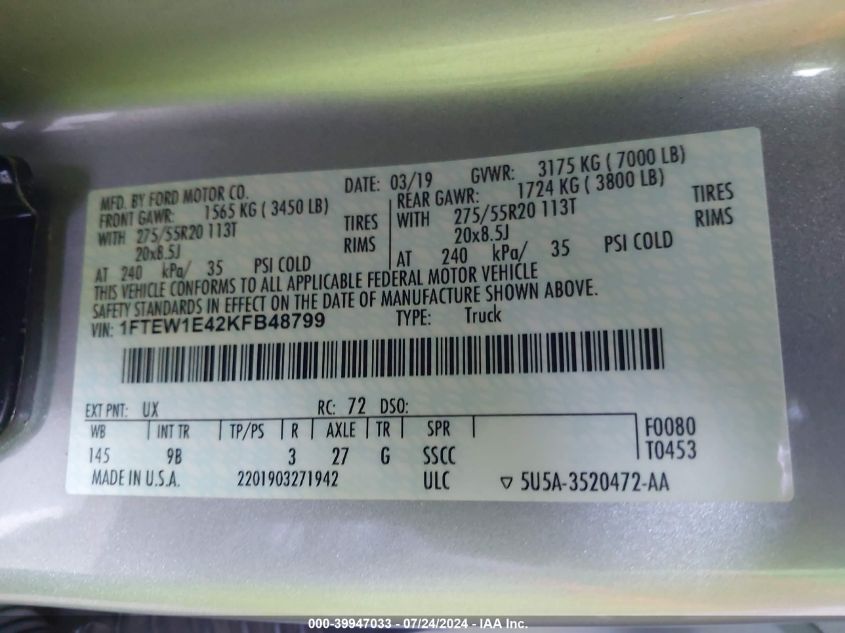 MFD. BY FORD MOTOR CO. DATE: 03/19 GVWR: 3175 KG ( 7000 LB)
FRONT GAWR: 1565 KG ( 3450 LB) REAR GAWR: 1724 KG ( 3800 LB)
WITH 275/55R20 113T TIRES WITH 275/55R20 113T TIRES
20x8.5J RIMS 20x8.5J RIMS
AT 240 kPa/ 35 PSI COLD AT 240 kPa/ 35 PSI COLD
THIS VEHICLE CONFORMS TO ALL APPLICABLE FEDERAL MOTOR VEHICLE
SAFETY STANDARDS IN EFFECT ON THE DATE OF MANUFACTURE SHOWN ABOVE.
VIN: 1FTEW1E42KFB48799 TYPE: Truck
EXT PNT: UX RC: 72 DSO:
WB INT TR TP/PS R AXLE TR SPR F0080
145 9B 3 27 G SSCC T0453
MADE IN U.S.A. 2201903271942 ULC ▽ 5U5A-3520472-AA
000-39947033 - 07/24/2024 - IAA Inc.